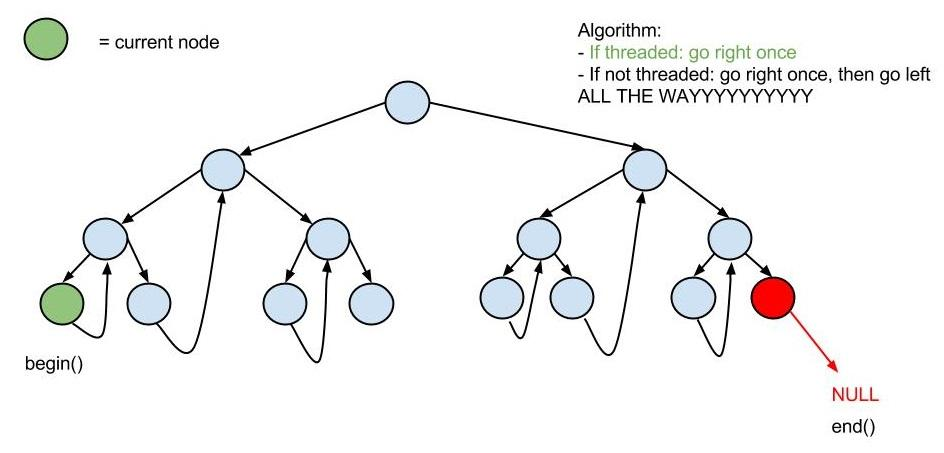 = current node
Algorithm:
- If threaded: go right once
- If not threaded: go right once, then go left
ALL THE WAYYYYYYYYYY
begin()
NULL
end()